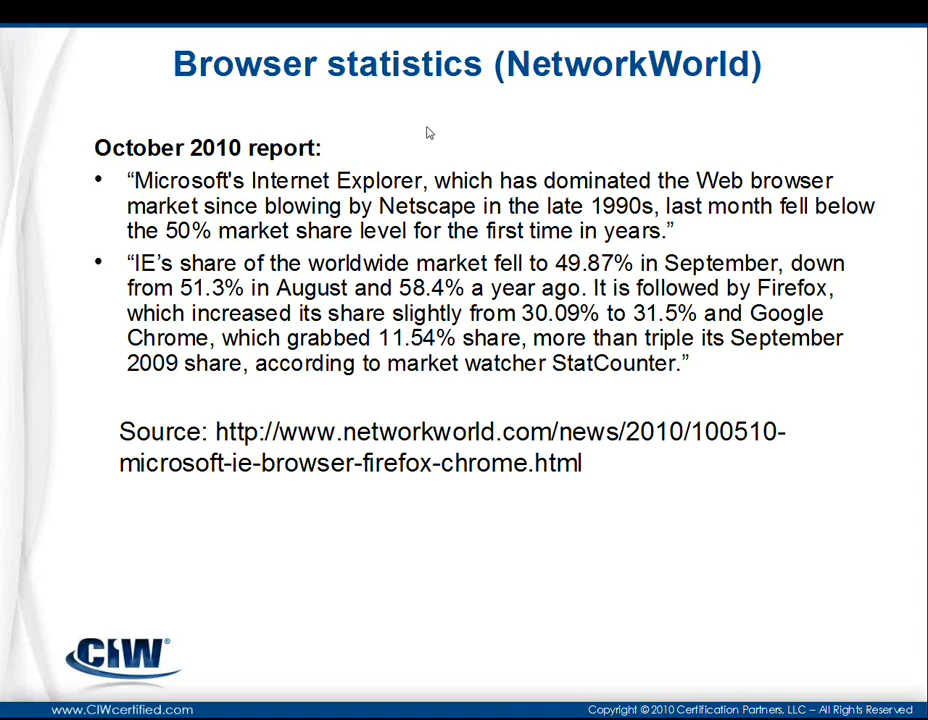 Browser statistics (NetworkWorld)
October 2010 report:
• “Microsoft's Internet Explorer, which has dominated the Web browser
market since blowing by Netscape in the late 1990s, last month fell below
the 50% market share level for the first time in years.”
• “IE’s share of the worldwide market fell to 49.87% in September, down
from 51.3% in August and 58.4% a year ago. It is followed by Firefox,
which increased its share slightly from 30.09% to 31.5% and Google
Chrome, which grabbed 11.54% share, more than triple its September
2009 share, according to market watcher StatCounter.”
Source: http://www.networkworld.com/news/2010/100510-
microsoft-ie-browser-firefox-chrome.html
CIW®
www.CIWcertified.com
Copyright © 2010 Certification Partners, LLC – All Rights Reserved